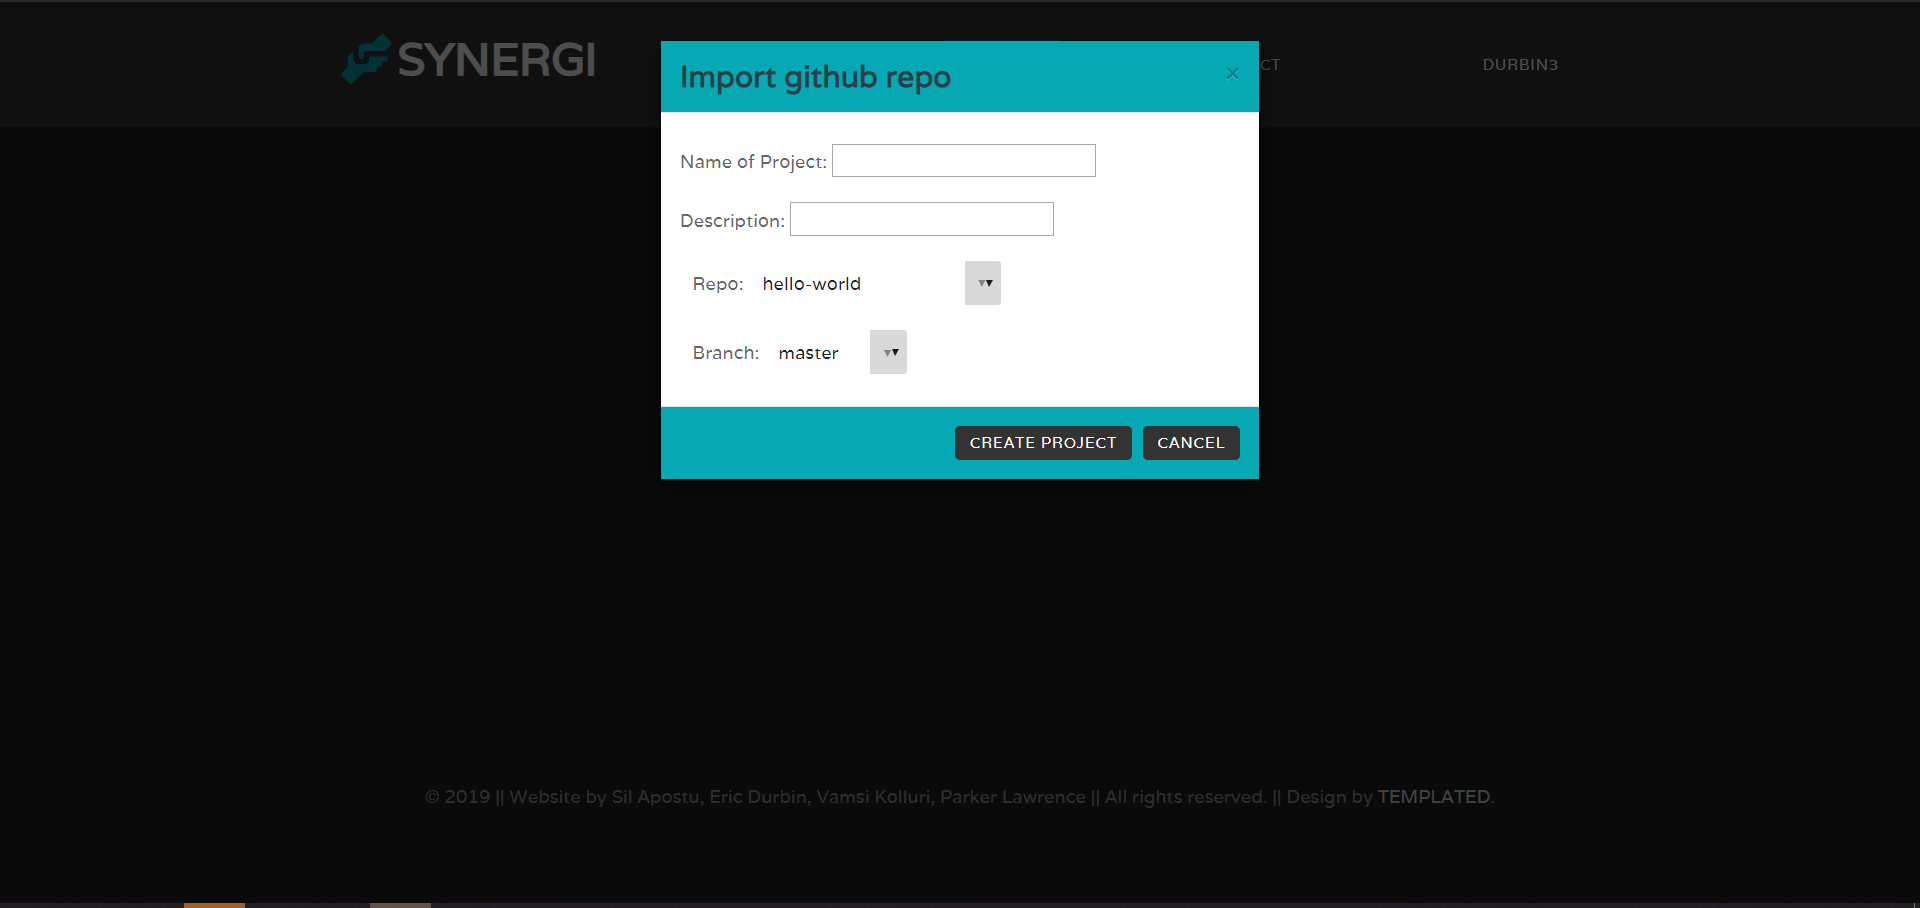 SYNERGI
CT
DURBIN3
Import github repo
×
Name of Project:
Description:
Repo: hello-world
Branch: master
CREATE PROJECT
CANCEL
© 2019 || Website by Sil Apostu, Eric Durbin, Vamsi Kolluri, Parker Lawrence || All rights reserved. || Design by TEMPLATED.